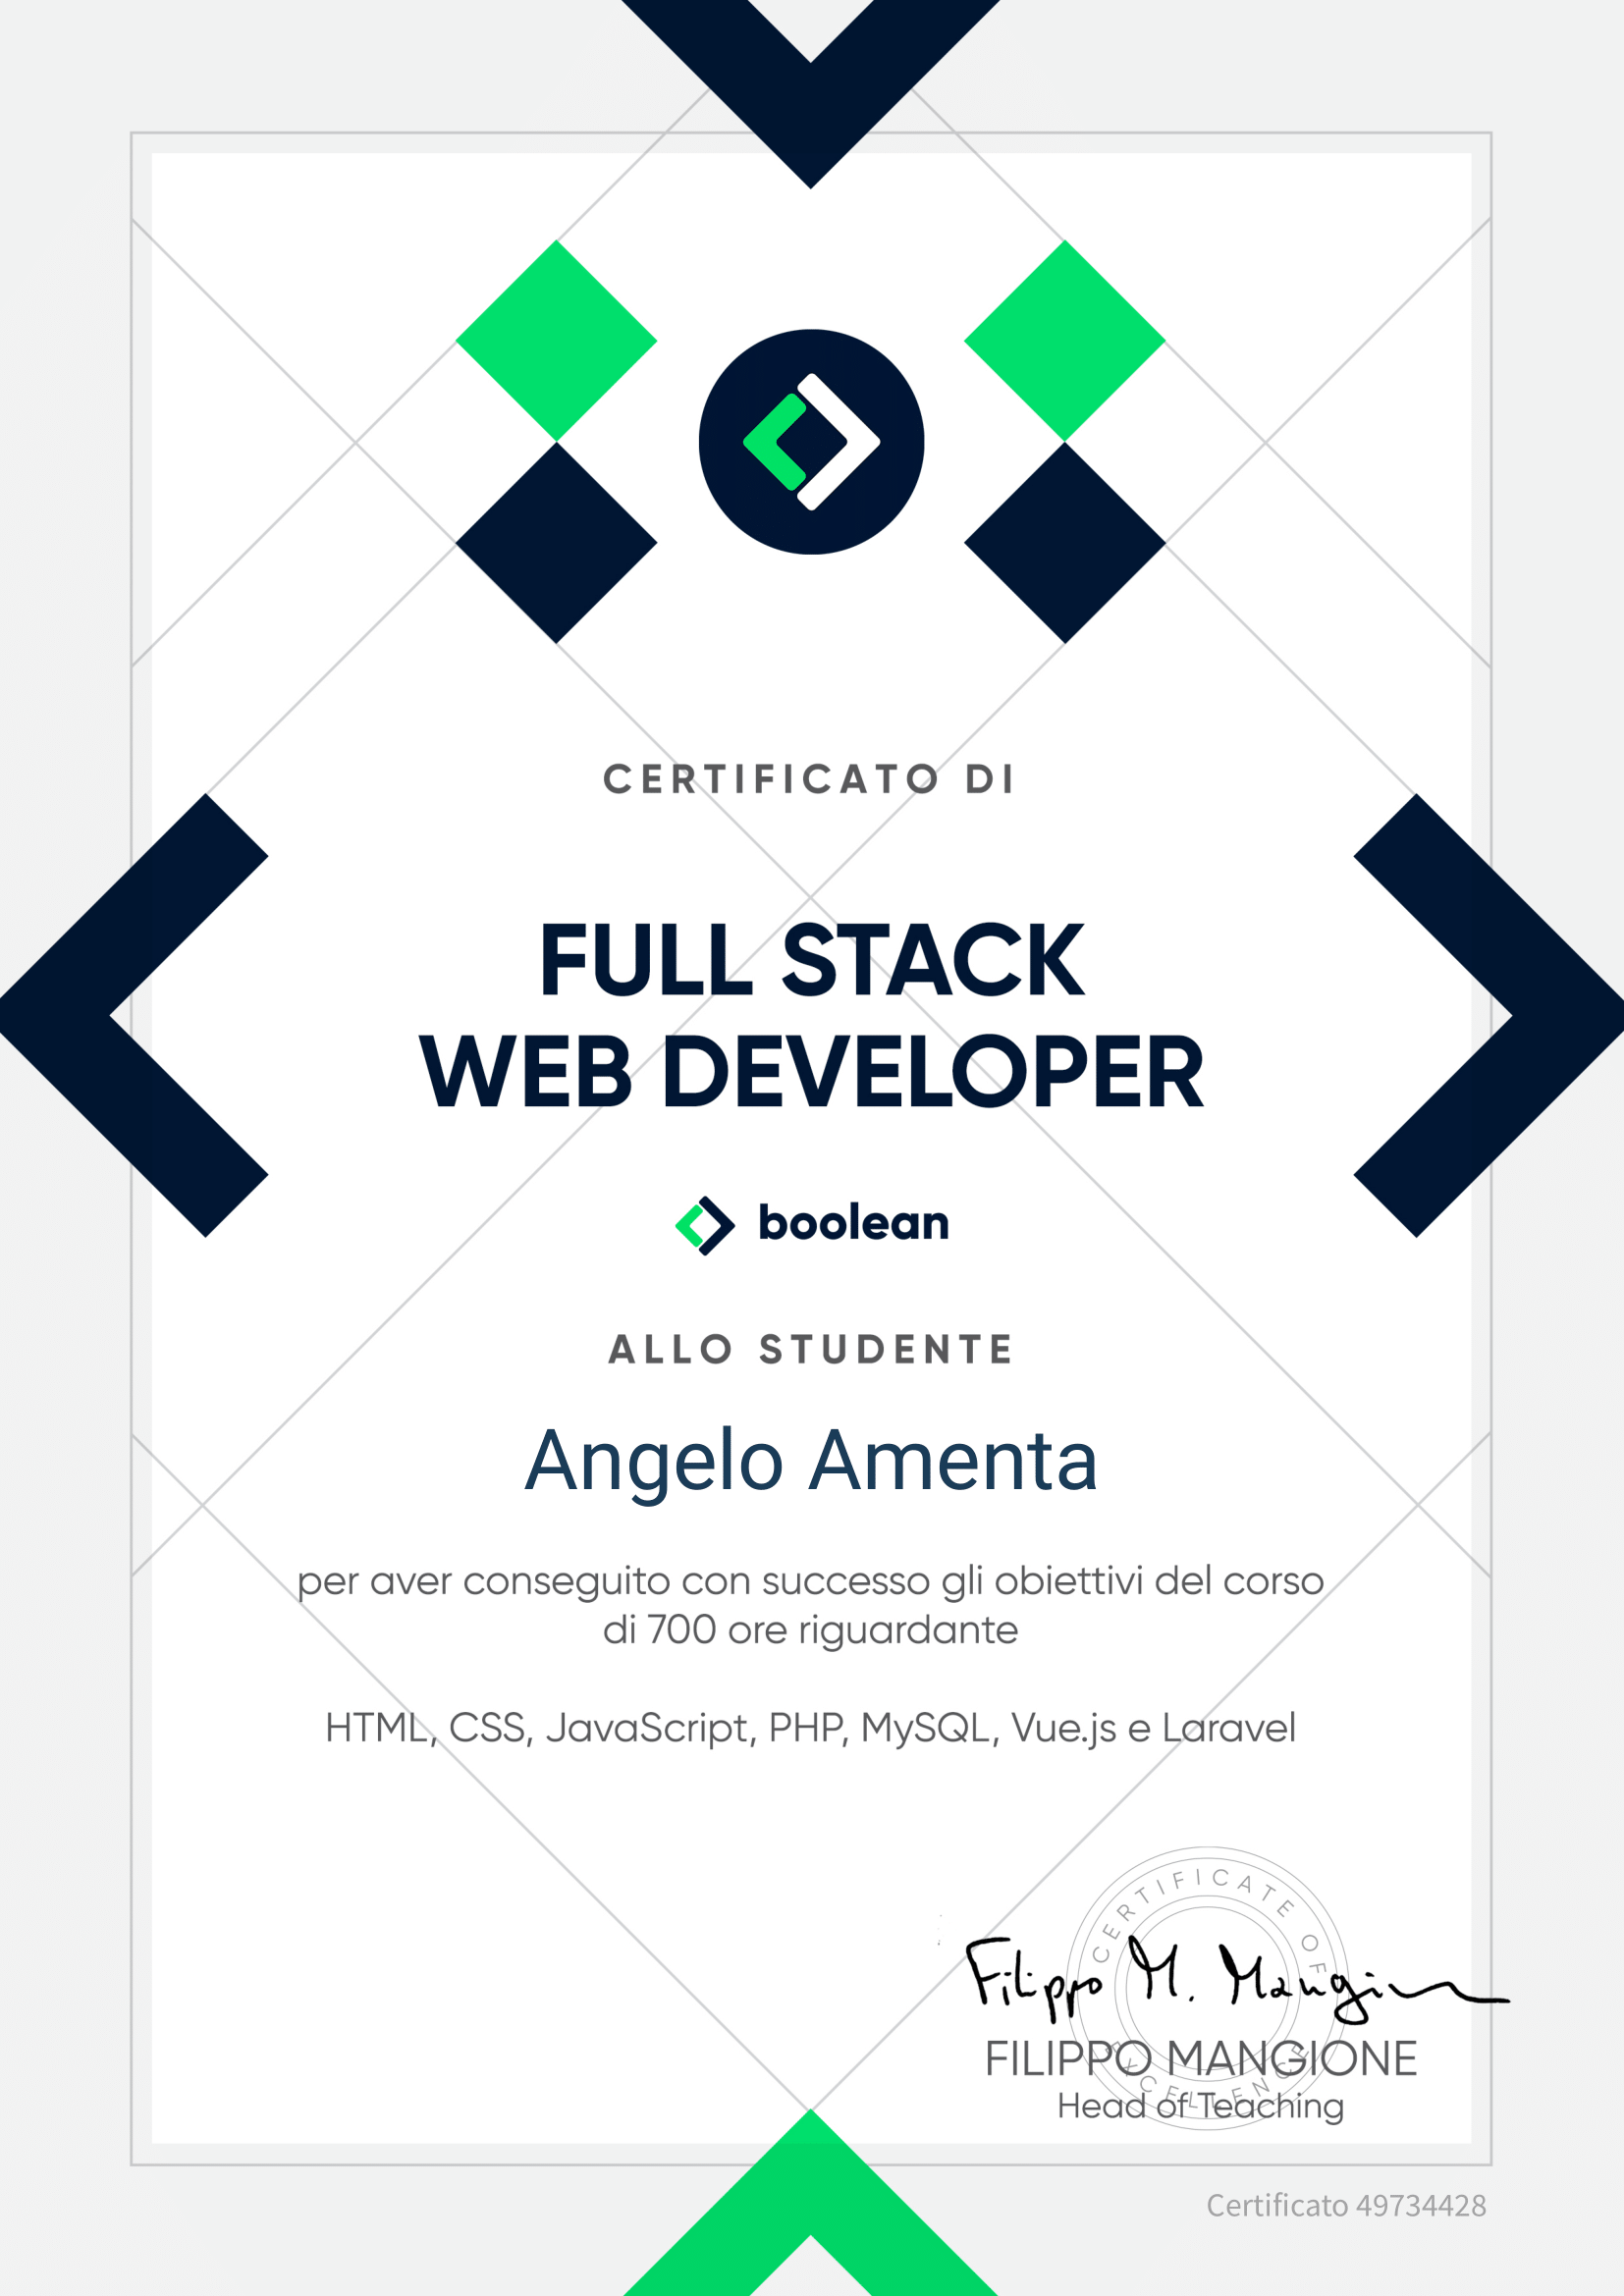 CERTIFICATO DI
FULL STACK
WEB DEVELOPER
boolean
ALLO STUDENTE
Angelo Amenta
per aver conseguito con successo gli obiettivi del corso
di 700 ore riguardante
HTML, CSS, JavaScript, PHP, MySQL, Vue.js e Laravel
CERTIFICATE OF
EXCELLENCE
Filippo M. Mangione
FILIPPO MANGIONE
Head of Teaching
Certificato 49734428